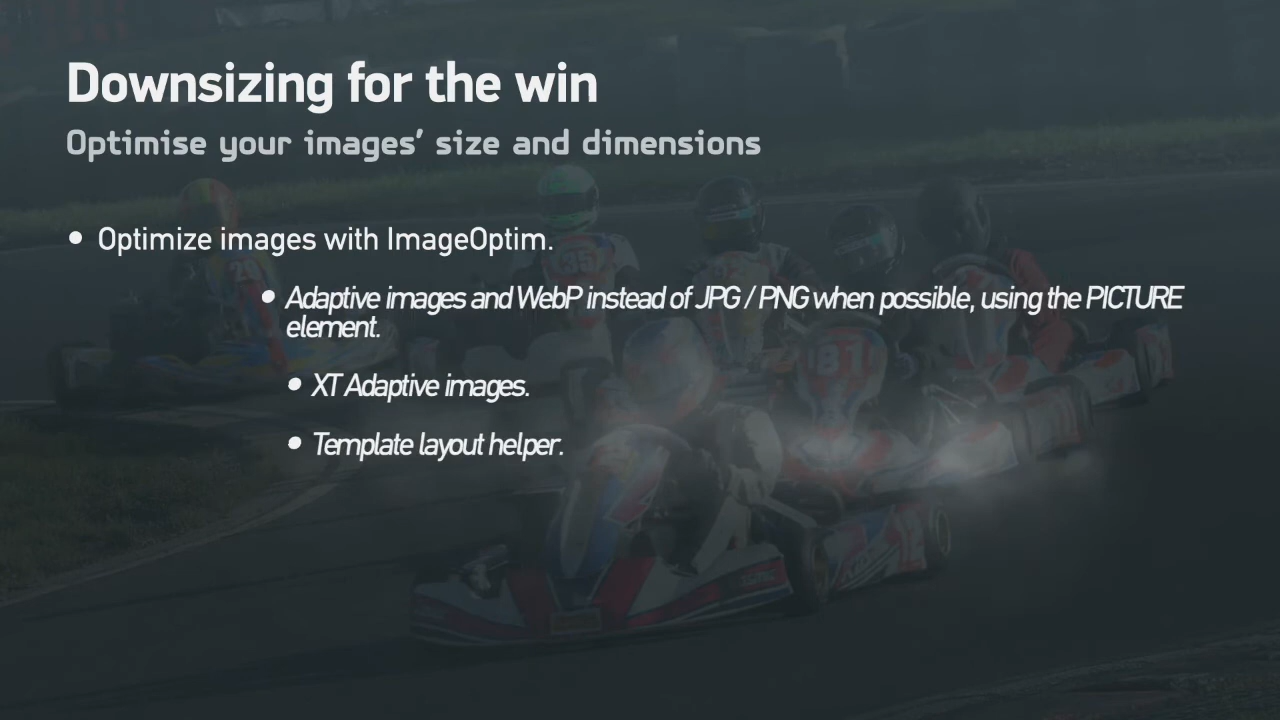 Downsizing for the win
Optimise your images’ size and dimensions
• Optimize images with ImageOptim.
• Adaptive images and WebP instead of JPG / PNG when possible, using the PICTURE
element.
• XT Adaptive images.
• Template layout helper.